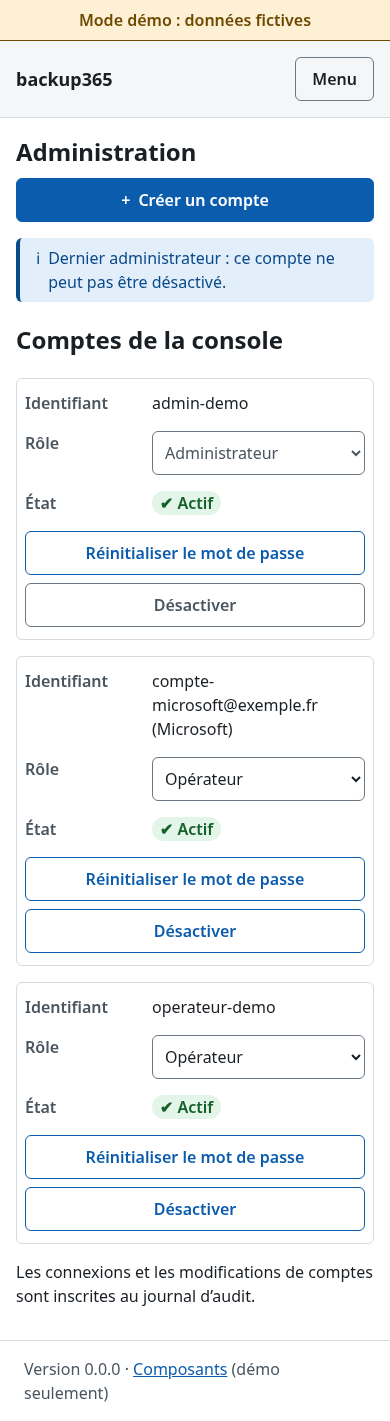 Mode démo : données fictives
backup365
Menu
Administration
+ Créer un compte
i Dernier administrateur : ce compte ne
peut pas être désactivé.
Comptes de la console
Identifiant admin-demo
Rôle Administrateur
État ✔ Actif
Réinitialiser le mot de passe
Désactiver
Identifiant compte-
microsoft@exemple.fr
(Microsoft)
Rôle Opérateur
État ✔ Actif
Réinitialiser le mot de passe
Désactiver
Identifiant operateur-demo
Rôle Opérateur
État ✔ Actif
Réinitialiser le mot de passe
Désactiver
Les connexions et les modifications de comptes
sont inscrites au journal d’audit.
Version 0.0.0 · Composants (démo
seulement)